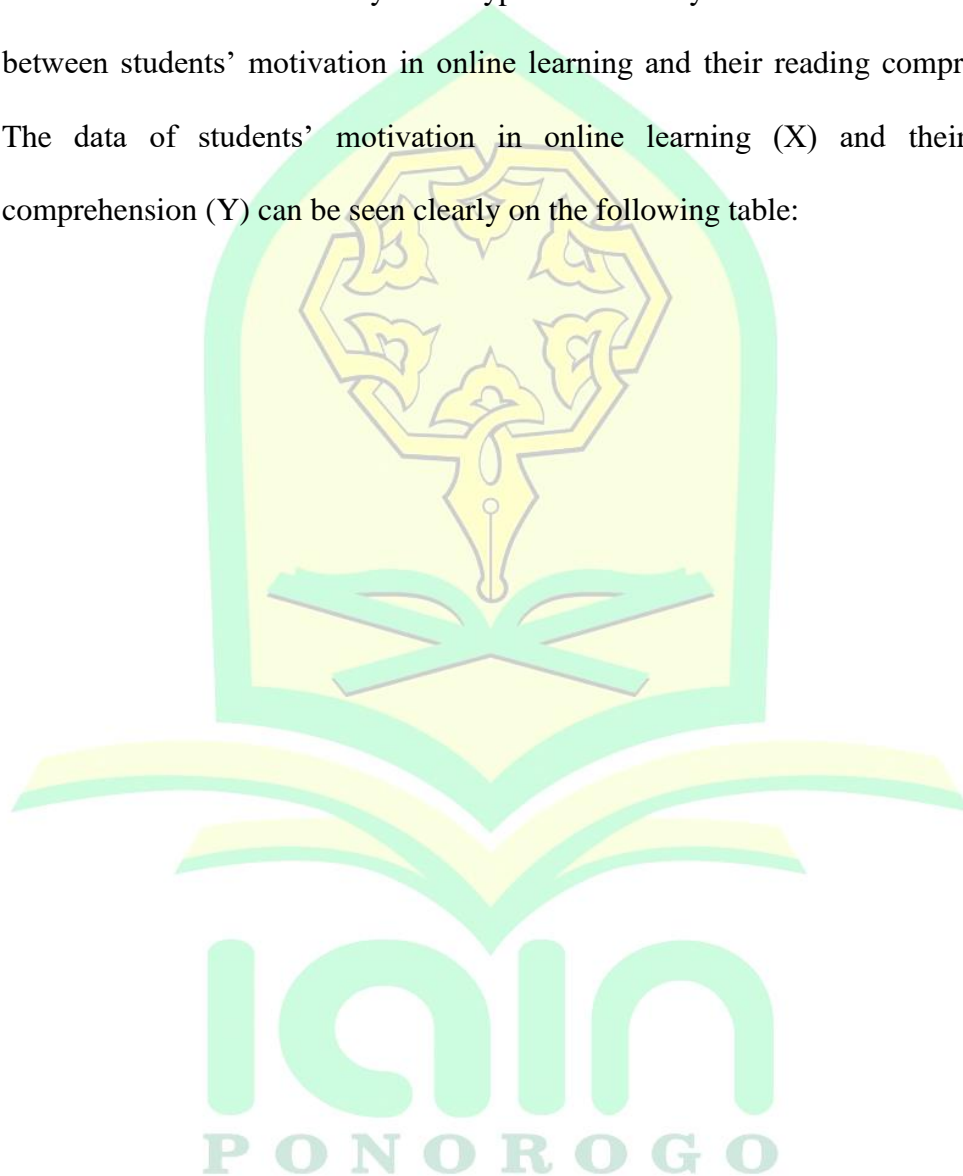 between students’ motivation in online learning and their reading compr
The data of students’ motivation in online learning (X) and their
comprehension (Y) can be seen clearly on the following table:
iain
PONOROGO